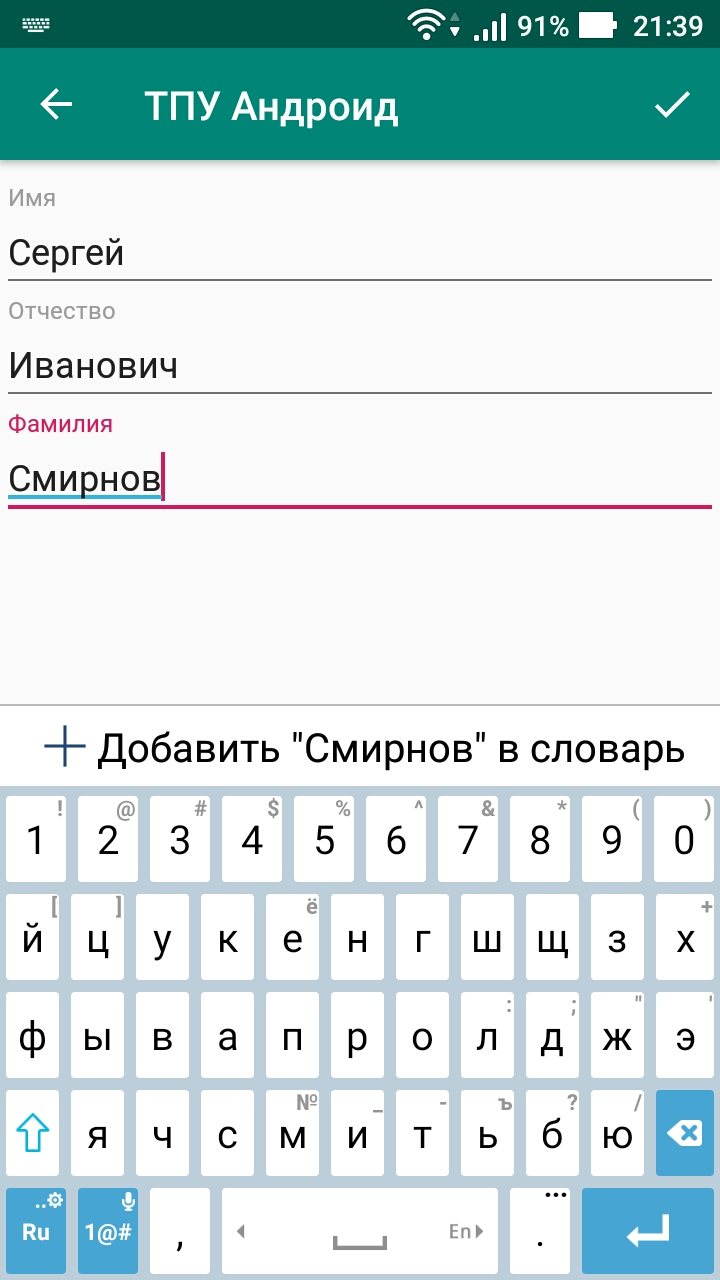 91% 21:39
ТПУ Андроид
Имя
Сергей
Отчество
Иванович
Фамилия
Смирнов
Добавить "Смирнов" в словарь
! @ # $ % ^ & * ( )
1 2 3 4 5 6 7 8 9 0
[ ] ё +
й ц у к е н г ш щ з х
: ; " '
ф ы в а п р о л д ж э
№ _ - ъ ? /
я ч с м и т ь б ю
..
...
Ru 1@# , En .